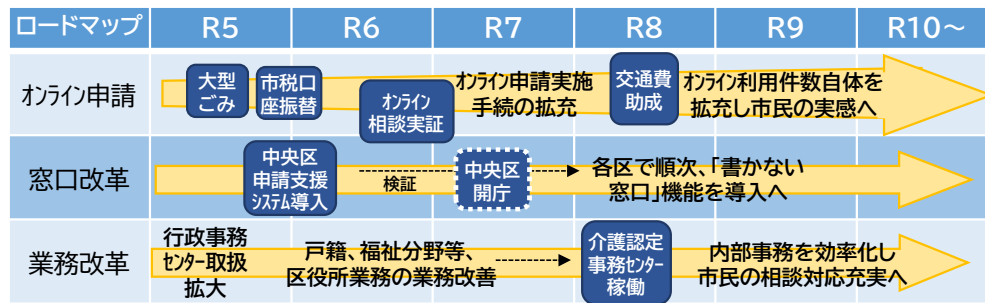 ロードマップ R5 R6 R7 R8 R9 R10～
オンライン申請
大型
ごみ
市税口
座振替
オンライン
相談実証
オンライン申請実施
手続の拡充
交通費
助成
オンライン利用件数自体を
拡充し市民の実感へ
窓口改革
中央区
申請支援
システム導入
検証
中央区
開庁
各区で順次、「書かない
窓口」機能を導入へ
業務改革
行政事務
センター取扱
拡大
戸籍、福祉分野等、
区役所業務の業務改善
介護認定
事務センター
稼働
内部事務を効率化し
市民の相談対応充実へ